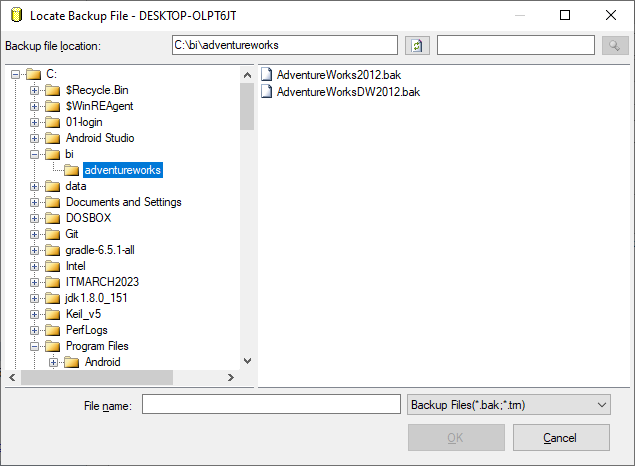 Locate Backup File - DESKTOP-OLPT6JT
Backup file location:
C:\bi\adventureworks
C:
$Recycle.Bin
$WinREAgent
01-login
Android Studio
bi
adventureworks
data
Documents and Settings
DOSBOX
Git
gradle-6.5.1-all
Intel
ITMARCH2023
jdk1.8.0_151
Keil_v5
PerfLogs
Program Files
Android
AdventureWorks2012.bak
AdventureWorksDW2012.bak
File name:
Backup Files(*.bak;*.trn)
OK
Cancel